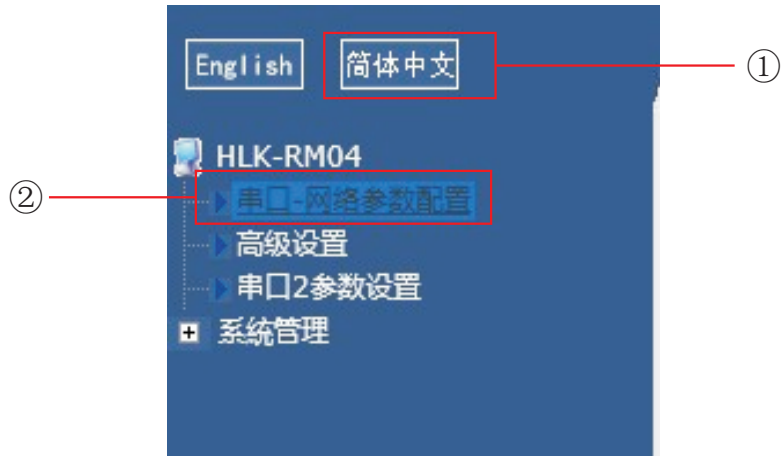 English 简体中文 ①
HLK-RM04
② 串口-网络参数配置
高级设置
串口2参数设置
系统管理